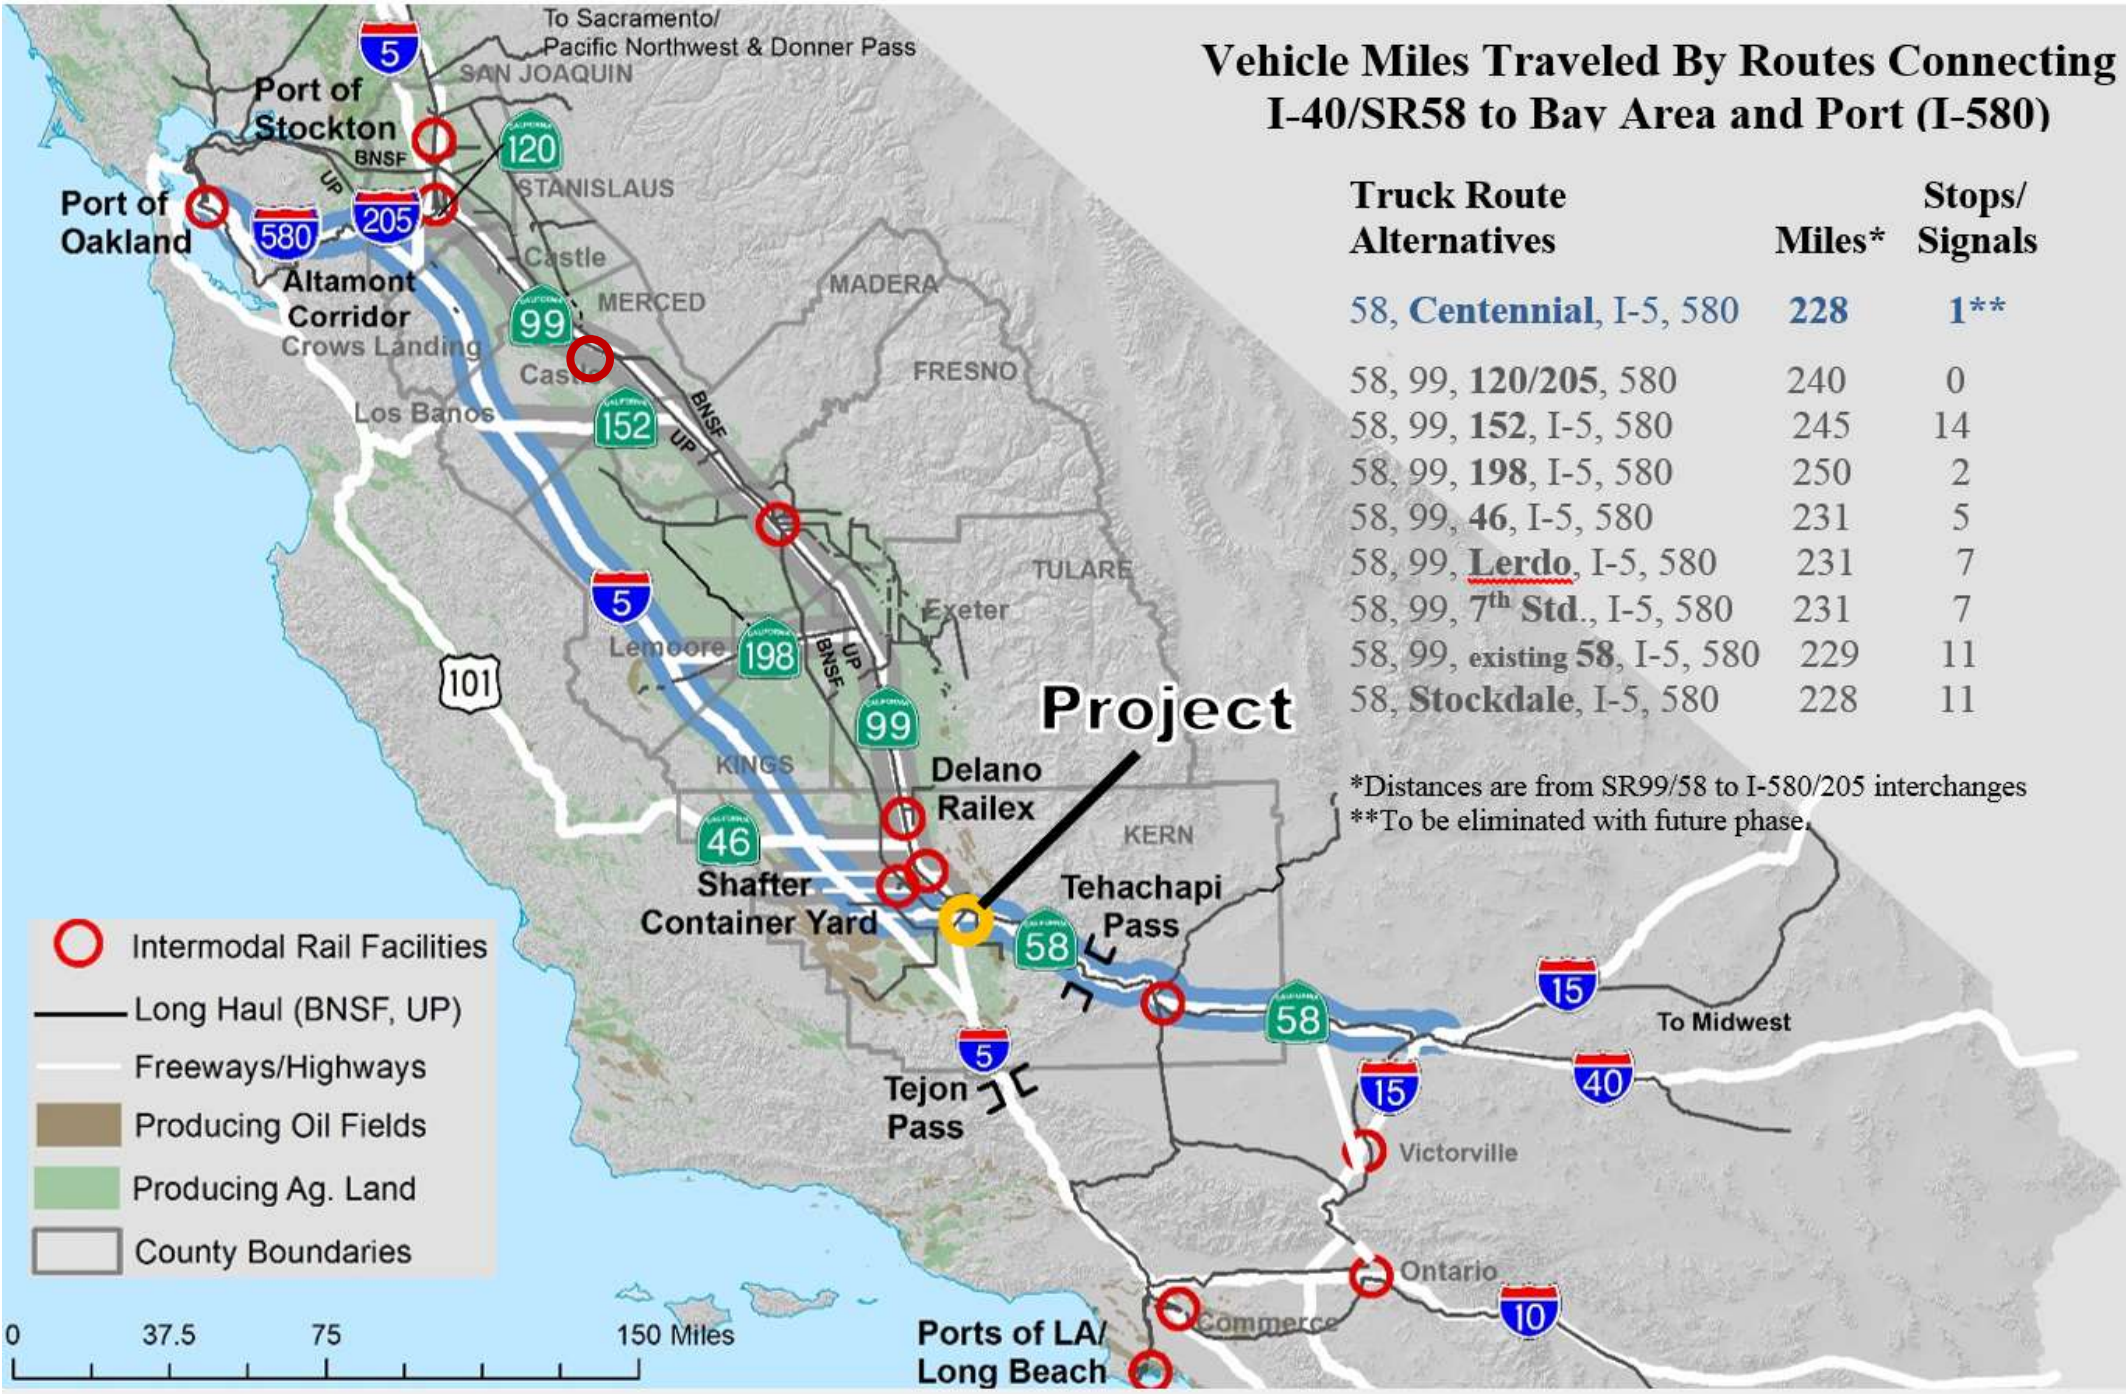 To Sacramento/
Pacific Northwest & Donner Pass
5
SAN JOAQUIN
Port of
Stockton
BNSF
UP
CALIFORNIA
120
STANISLAUS
Port of
Oakland
580
205
Altamont
Corridor
Castle
CALIFORNIA
99
MERCED
MADERA
Crows Landing
Castle
FRESNO
Los Banos
CALIFORNIA
152
BNSF
UP
5
TULARE
Exeter
Lemoore
CALIFORNIA
198
UP
BNSF
101
CALIFORNIA
99
KINGS
Project
Delano
Railex
CALIFORNIA
46
KERN
Shafter
Container Yard
Tehachapi
Pass
CALIFORNIA
58
CALIFORNIA
58
15
To Midwest
5
Tejon
Pass
15
40
Victorville
Ontario
10
Commerce
Ports of LA/
Long Beach
Vehicle Miles Traveled By Routes Connecting
I-40/SR58 to Bay Area and Port (I-580)
Truck Route Stops/
Alternatives Miles* Signals
58, Centennial, I-5, 580 228 1**
58, 99, 120/205, 580 240 0
58, 99, 152, I-5, 580 245 14
58, 99, 198, I-5, 580 250 2
58, 99, 46, I-5, 580 231 5
58, 99, Lerdo, I-5, 580 231 7
58, 99, 7th Std., I-5, 580 231 7
58, 99, existing 58, I-5, 580 229 11
58, Stockdale, I-5, 580 228 11
*Distances are from SR99/58 to I-580/205 interchanges
**To be eliminated with future phase.
Intermodal Rail Facilities
Long Haul (BNSF, UP)
Freeways/Highways
Producing Oil Fields
Producing Ag. Land
County Boundaries
0 37.5 75 150 Miles